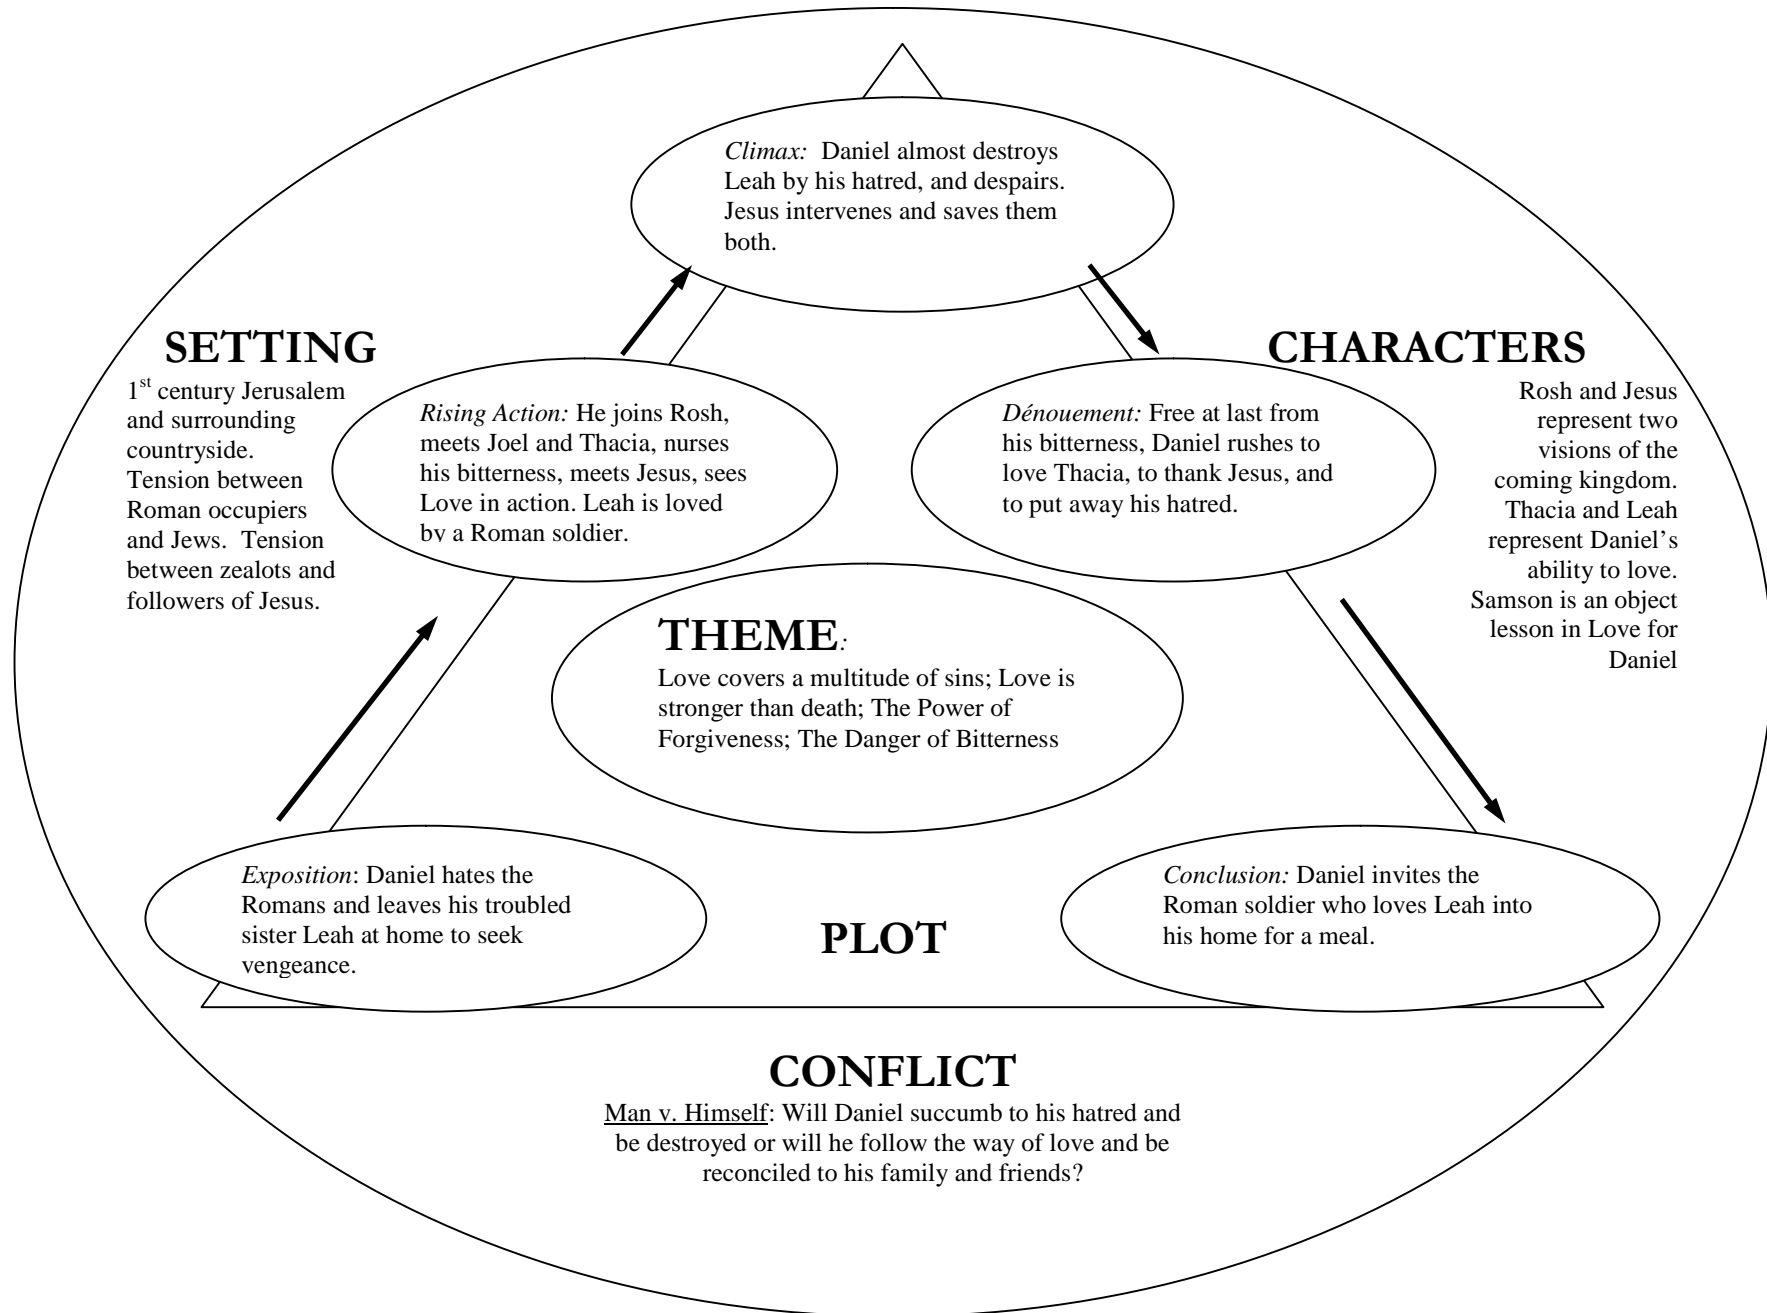 Climax:  Daniel almost destroys
Leah by his hatred, and despairs.
Jesus intervenes and saves them
both.
SETTING
1st century Jerusalem
and surrounding
countryside.
Tension between
Roman occupiers
and Jews.  Tension
between zealots and
followers of Jesus.
Rising Action: He joins Rosh,
meets Joel and Thacia, nurses
his bitterness, meets Jesus, sees
Love in action. Leah is loved
by a Roman soldier.
Dénouement: Free at last from
his bitterness, Daniel rushes to
love Thacia, to thank Jesus, and
to put away his hatred.
CHARACTERS
Rosh and Jesus
represent two
visions of the
coming kingdom.
Thacia and Leah
represent Daniel’s
ability to love.
Samson is an object
lesson in Love for
Daniel
THEME:
Love covers a multitude of sins; Love is
stronger than death; The Power of
Forgiveness; The Danger of Bitterness
Exposition: Daniel hates the
Romans and leaves his troubled
sister Leah at home to seek
vengeance.
PLOT
Conclusion: Daniel invites the
Roman soldier who loves Leah into
his home for a meal.
CONFLICT
Man v. Himself: Will Daniel succumb to his hatred and
be destroyed or will he follow the way of love and be
reconciled to his family and friends?